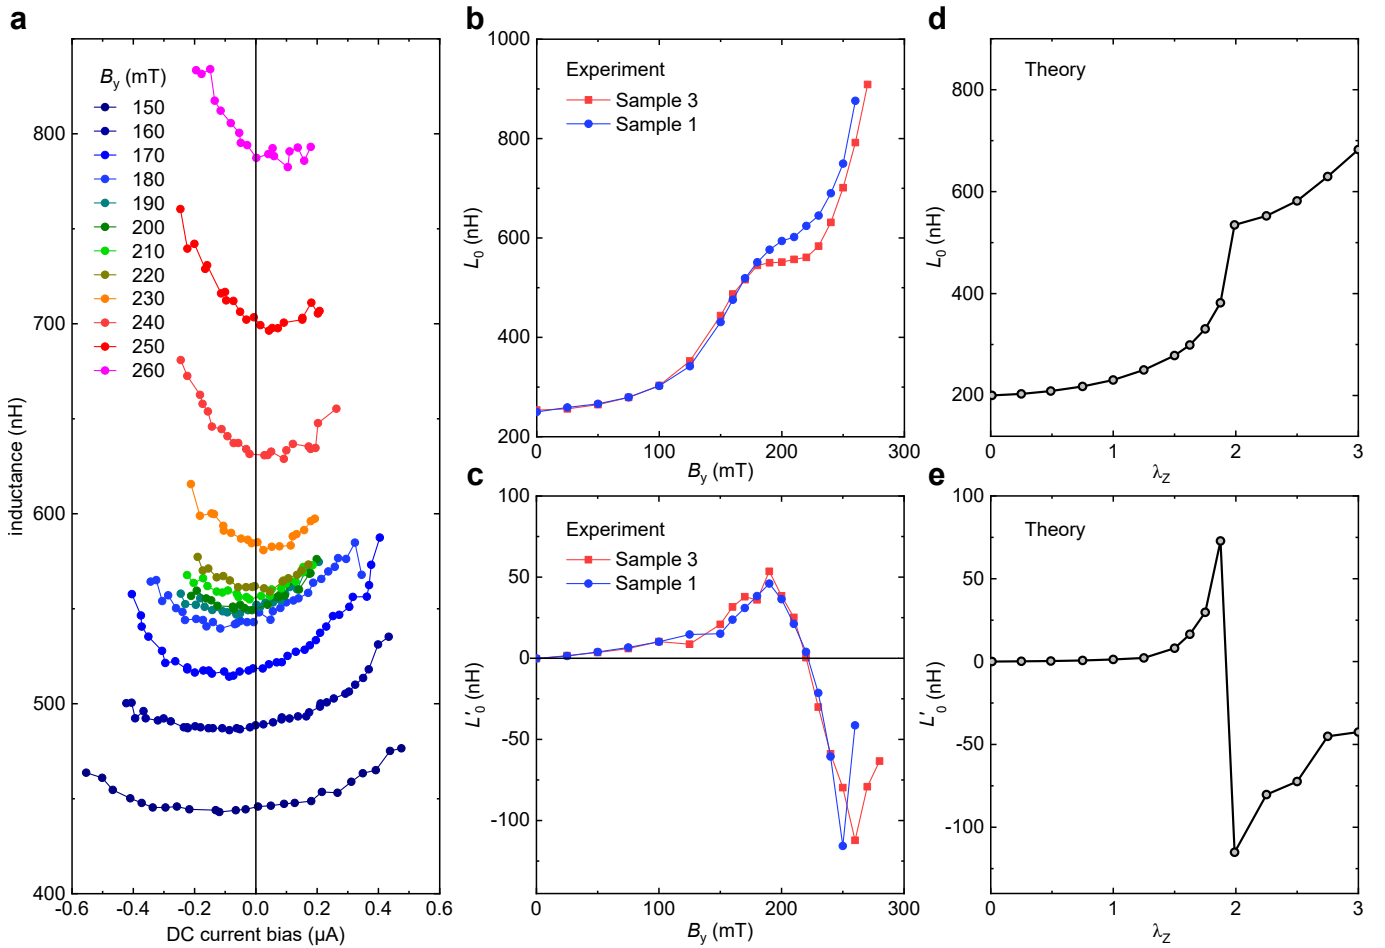 a
B_y (mT)
150
160
170
180
190
200
210
220
230
240
250
260
800
700
600
500
400
inductance (nH)
-0.6
-0.4
-0.2
0.0
0.2
0.4
0.6
DC current bias (µA)
b
Experiment
Sample 3
Sample 1
1000
800
600
400
200
L_0 (nH)
0
100
200
300
B_y (mT)
c
Experiment
Sample 3
Sample 1
100
50
0
-50
-100
L'_0 (nH)
0
100
200
300
B_y (mT)
d
Theory
800
600
400
200
L_0 (nH)
0
1
2
3
λ_Z
e
Theory
100
50
0
-50
-100
L'_0 (nH)
0
1
2
3
λ_Z